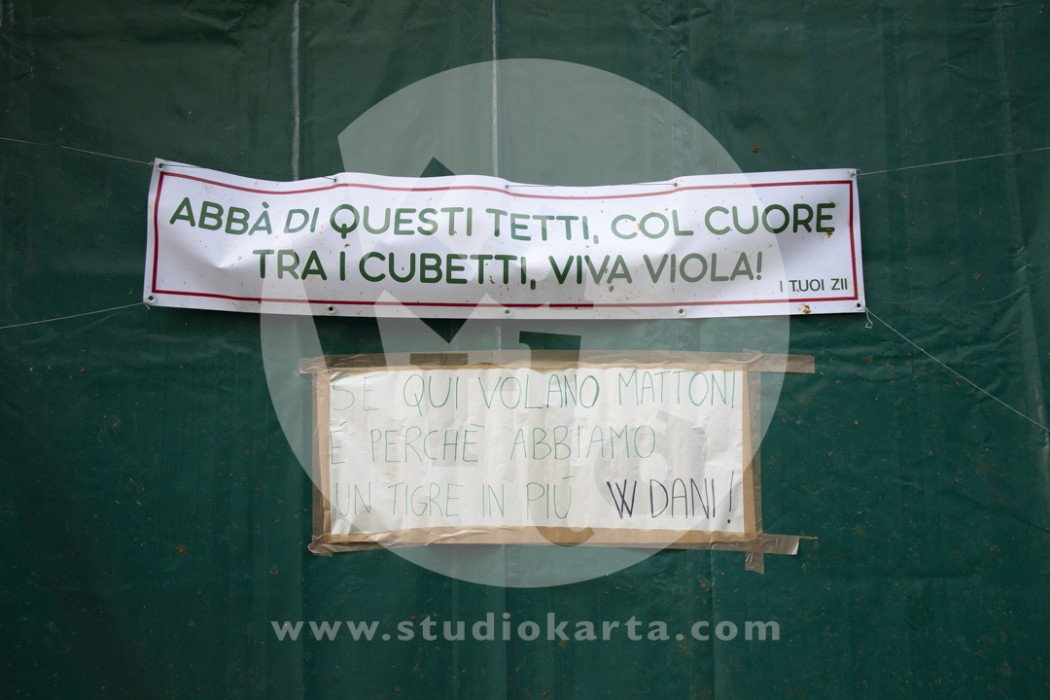 ABBÀ DI QUESTI TETTI, COL CUORE
TRA I CUBETTI, VIVA VIOLA!
I TUOI ZII
SE QUI VOLANO MATTONI
E PERCHÈ ABBIAMO
UN TIGRE IN PIÚ W DANI!
www.studiokarta.com